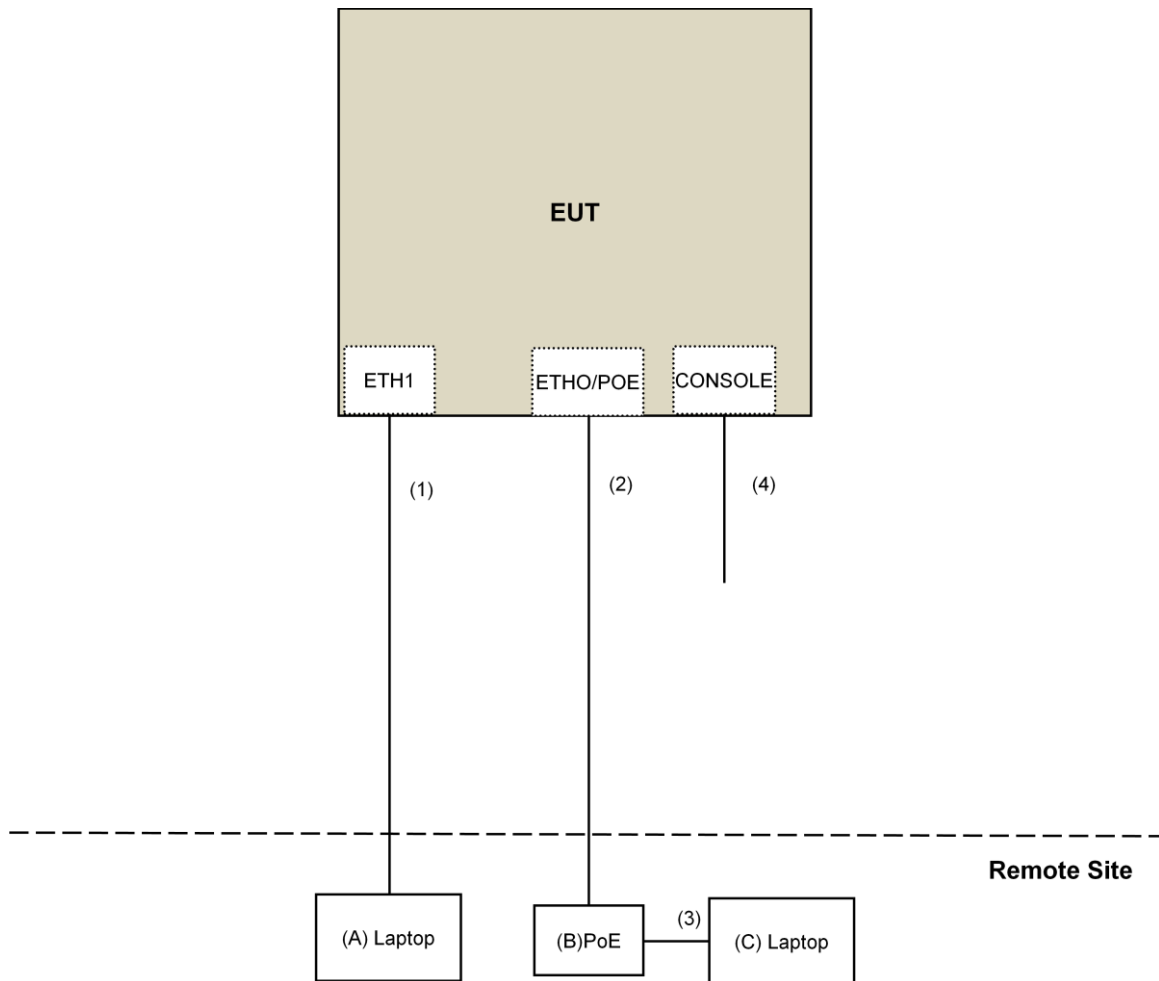 EUT
ETH1
ETHO/POE
CONSOLE
(1)
(2)
(4)
Remote Site
(A) Laptop
(B)PoE
(3)
(C) Laptop